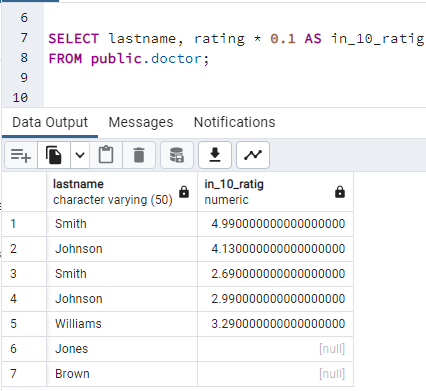 6
7 SELECT lastname, rating * 0.1 AS in_10_ratig
8 FROM public.doctor;
9
10
Data Output Messages Notifications
lastname in_10_ratig
character varying (50) numeric
1 Smith 4.990000000000000000
2 Johnson 4.130000000000000000
3 Smith 2.690000000000000000
4 Johnson 2.990000000000000000
5 Williams 3.290000000000000000
6 Jones [null]
7 Brown [null]